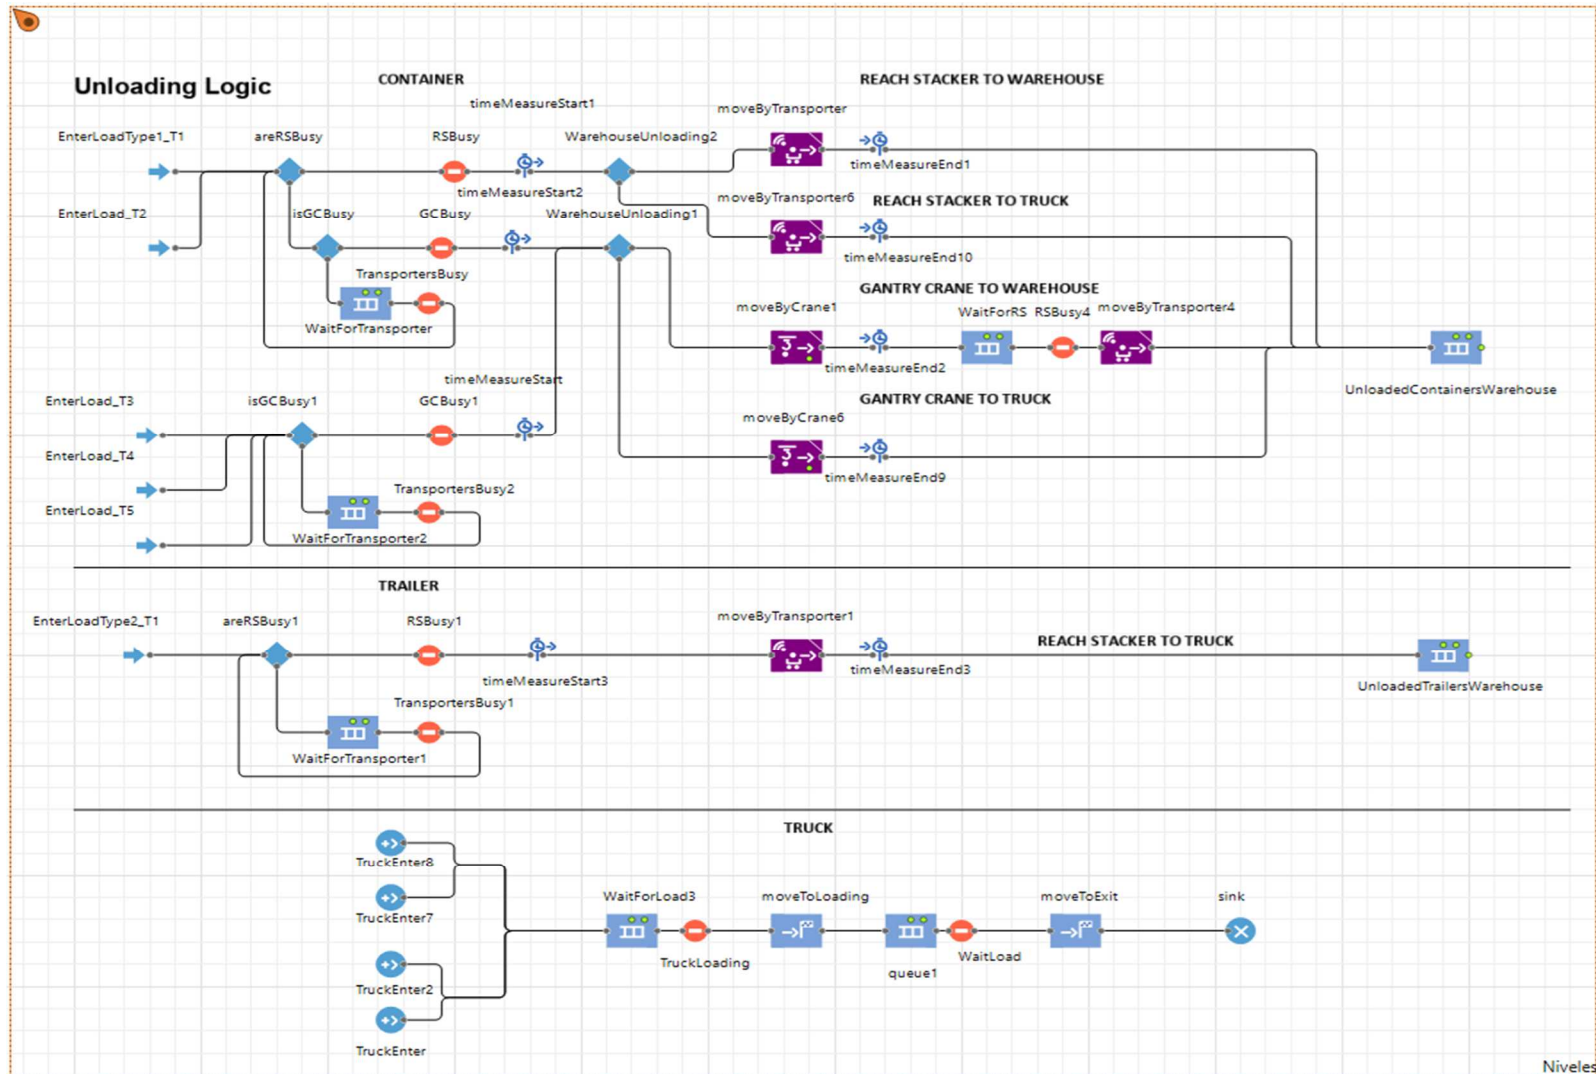 Unloading Logic
CONTAINER
REACH STACKER TO WAREHOUSE
timeMeasureStart1
moveByTransporter
EnterLoadType1_T1
areRSBusy
RSBusy
WarehouseUnloading2
timeMeasureEnd1
timeMeasureStart2
moveByTransporter6
REACH STACKER TO TRUCK
EnterLoad_T2
isGCBusy
GCBusy
WarehouseUnloading1
timeMeasureEnd10
TransportersBusy
GANTRY CRANE TO WAREHOUSE
WaitForTransporter
moveByCrane1
WaitForRS
RSBusy4
moveByTransporter4
timeMeasureEnd2
timeMeasureStart
UnloadedContainersWarehouse
EnterLoad_T3
isGCBusy1
GCBusy1
GANTRY CRANE TO TRUCK
moveByCrane6
EnterLoad_T4
timeMeasureEnd9
TransportersBusy2
EnterLoad_T5
WaitForTransporter2
TRAILER
EnterLoadType2_T1
areRSBusy1
RSBusy1
moveByTransporter1
REACH STACKER TO TRUCK
timeMeasureStart3
timeMeasureEnd3
UnloadedTrailersWarehouse
TransportersBusy1
WaitForTransporter1
TRUCK
TruckEnter8
TruckEnter7
WaitForLoad3
moveToLoading
moveToExit
sink
TruckLoading
queue1
WaitLoad
TruckEnter2
TruckEnter
Niveles